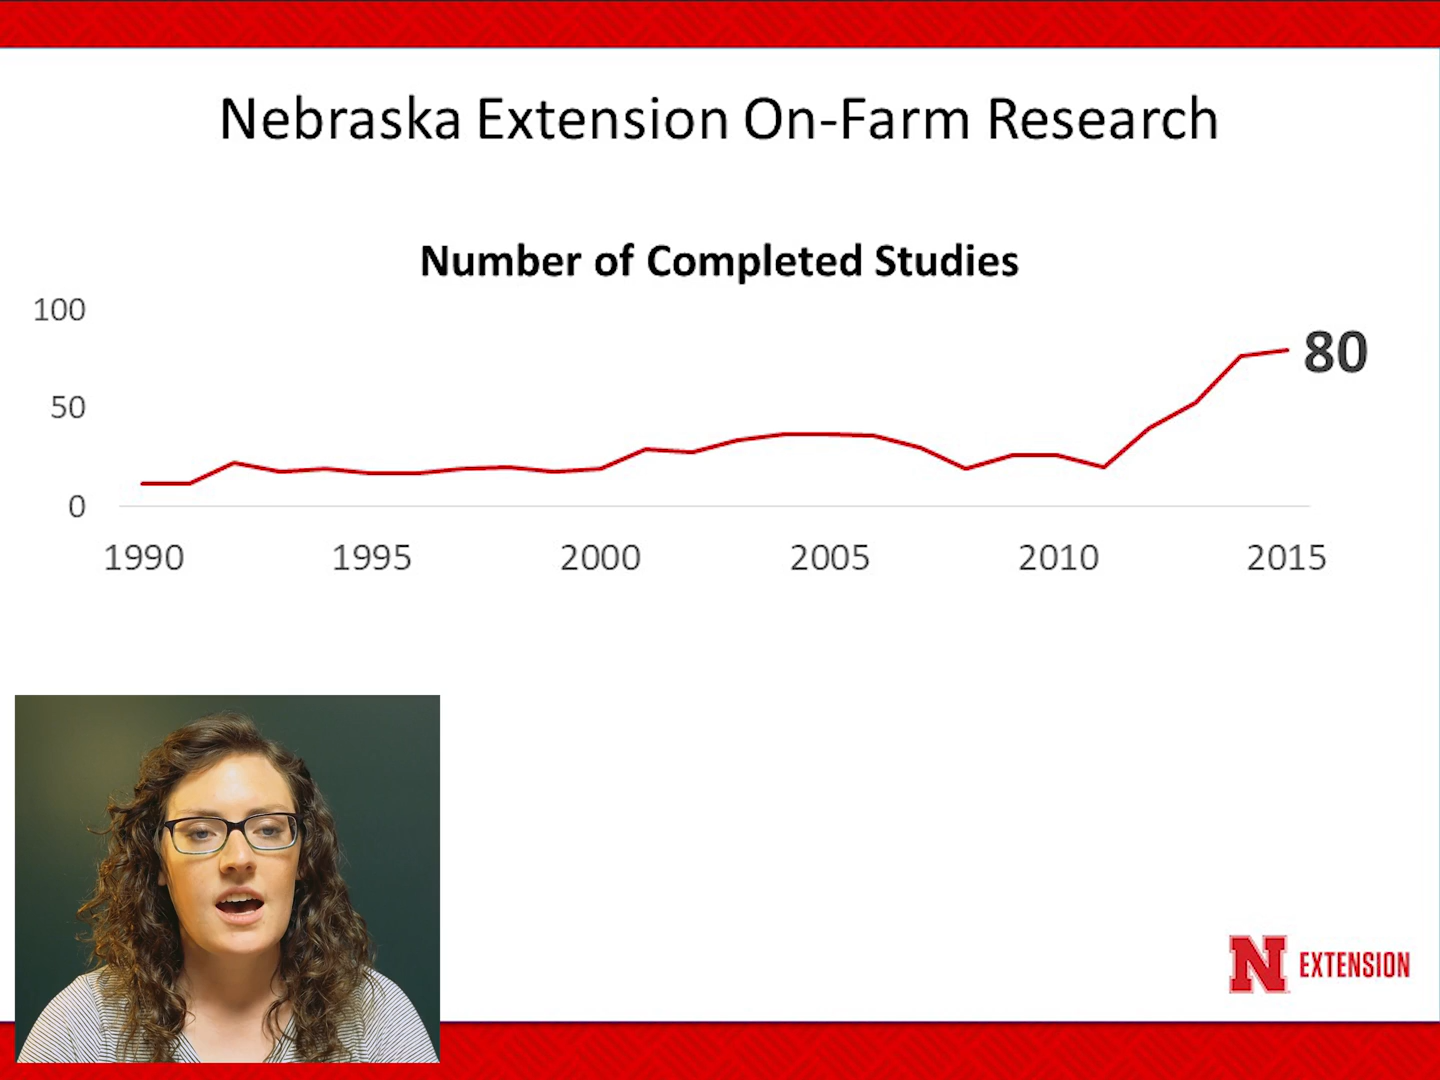 Nebraska Extension On-Farm Research
Number of Completed Studies
100
80
50
0
1990 1995 2000 2005 2010 2015
N EXTENSION